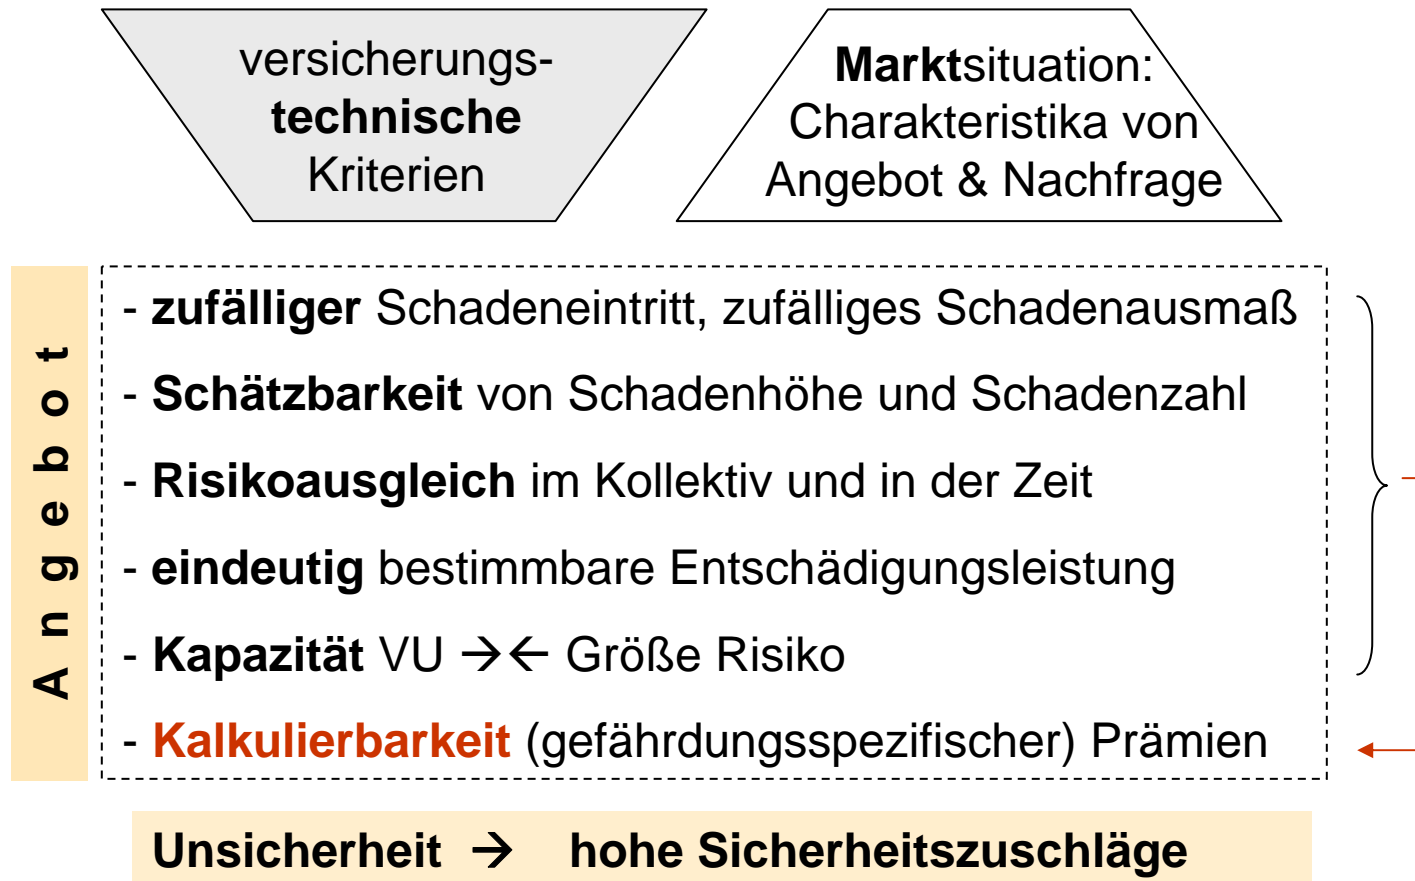 versicherungs-
technische
Kriterien
Marktsituation:
Charakteristika von
Angebot & Nachfrage
Angebot
- zufälliger Schadeneintritt, zufälliges Schadenausmaß
- Schätzbarkeit von Schadenhöhe und Schadenzahl
- Risikoausgleich im Kollektiv und in der Zeit
- eindeutig bestimmbare Entschädigungsleistung
- Kapazität VU →← Größe Risiko
- Kalkulierbarkeit (gefährdungsspezifischer) Prämien
Unsicherheit → hohe Sicherheitszuschläge